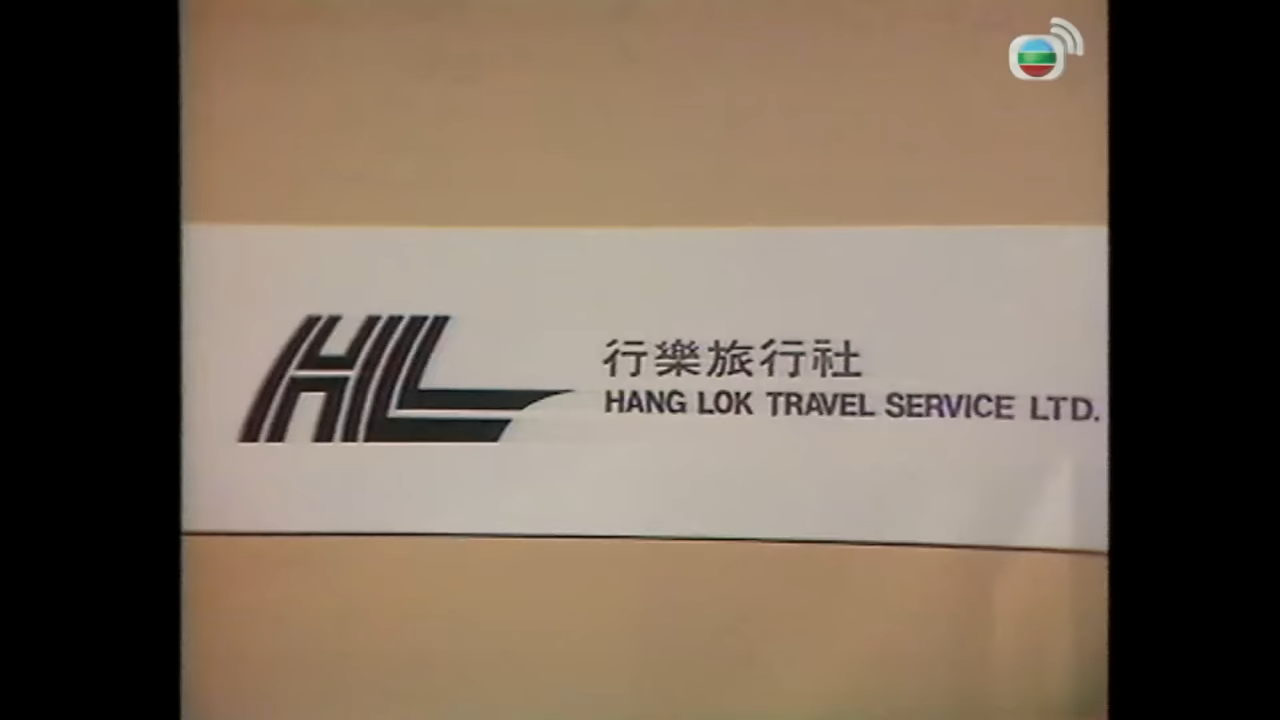 HL
行樂旅行社
HANG LOK TRAVEL SERVICE LTD.